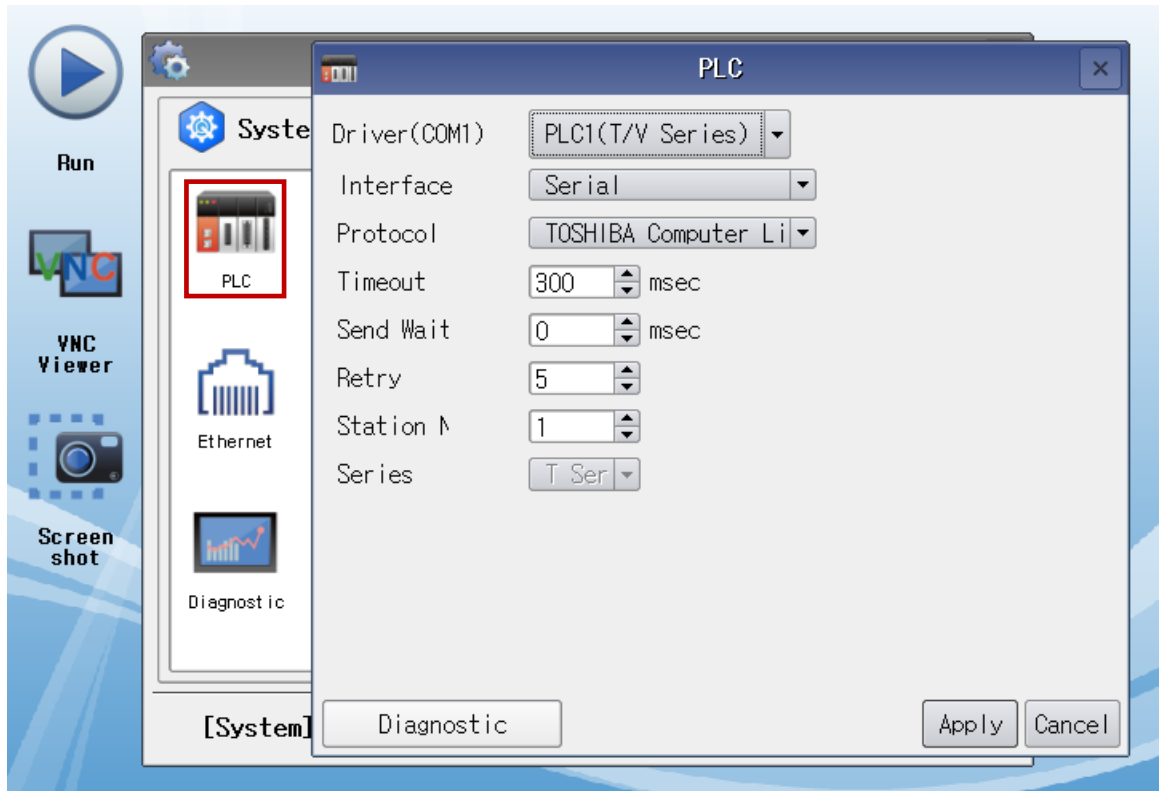 Run
VNC
VNC
Viewer
Screen
shot
Syste
PLC
Ethernet
Diagnostic
[System]
PLC
Driver(COM1) PLC1(T/V Series)
Interface Serial
Protocol TOSHIBA Computer Li
Timeout 300 msec
Send Wait 0 msec
Retry 5
Station N 1
Series T Ser
Diagnostic Apply Cancel